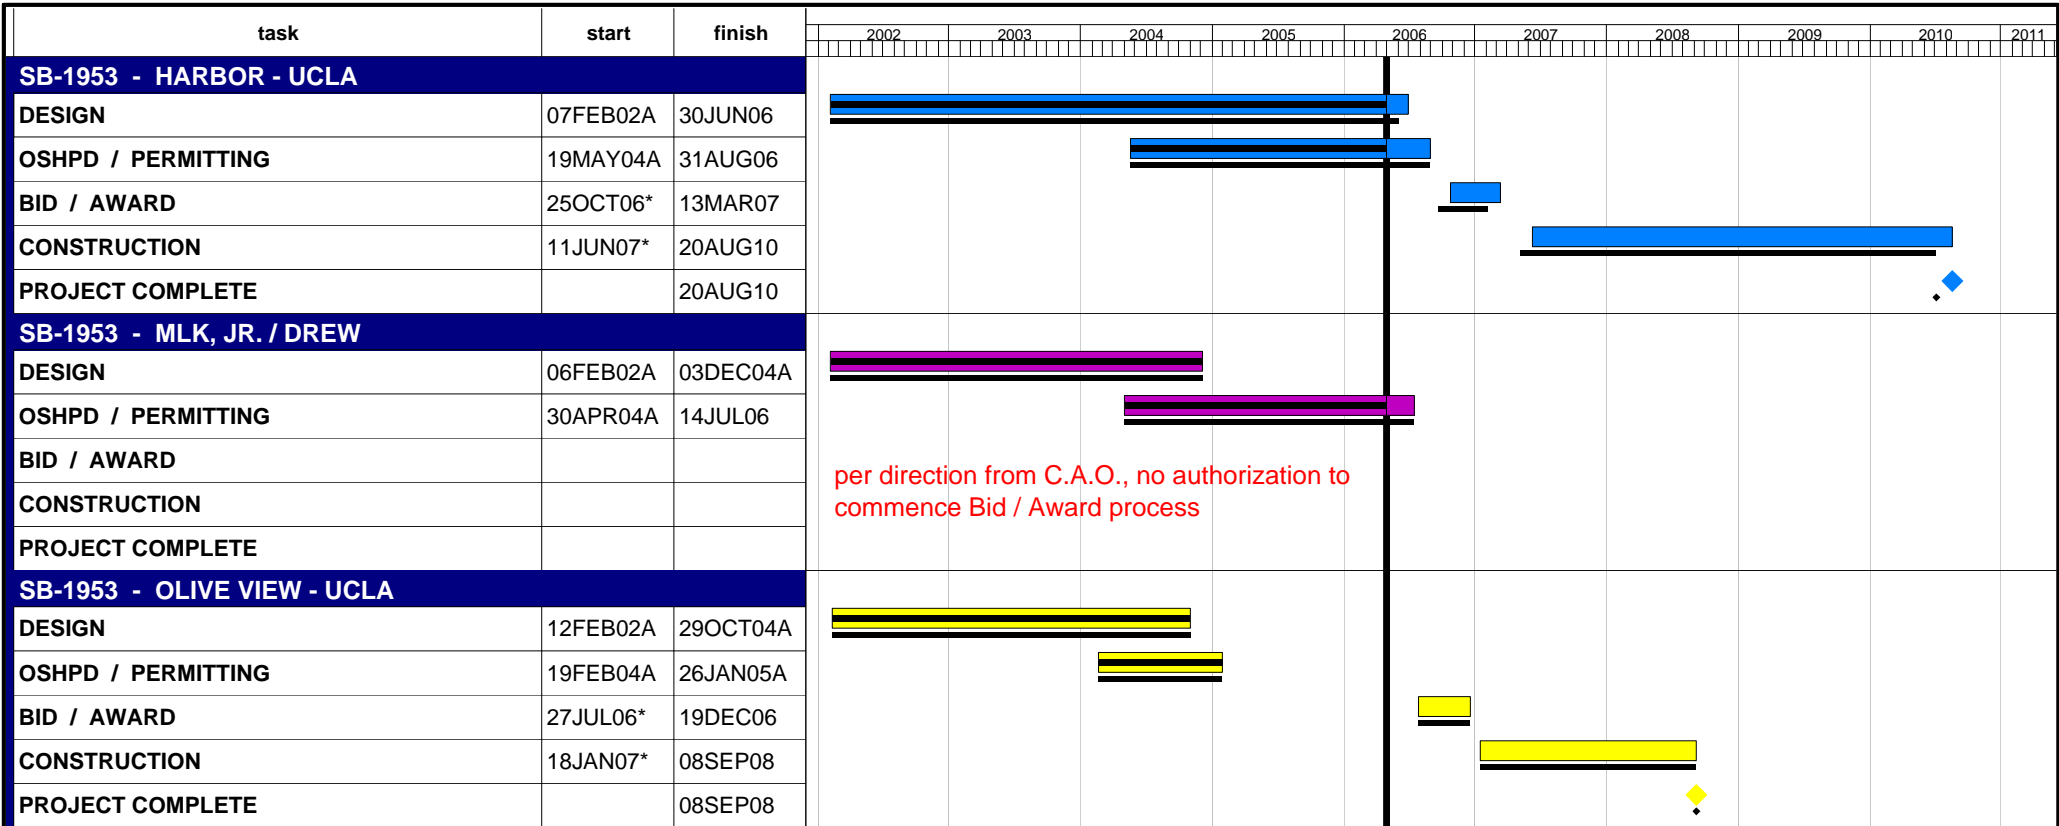 task start finish 2002 2003 2004 2005 2006 2007 2008 2009 2010 2011
SB-1953 - HARBOR - UCLA
DESIGN 07FEB02A 30JUN06
OSHPD / PERMITTING 19MAY04A 31AUG06
BID / AWARD 25OCT06* 13MAR07
CONSTRUCTION 11JUN07* 20AUG10
PROJECT COMPLETE 20AUG10
SB-1953 - MLK, JR. / DREW
DESIGN 06FEB02A 03DEC04A
OSHPD / PERMITTING 30APR04A 14JUL06
BID / AWARD
per direction from C.A.O., no authorization to
commence Bid / Award process
CONSTRUCTION
PROJECT COMPLETE
SB-1953 - OLIVE VIEW - UCLA
DESIGN 12FEB02A 29OCT04A
OSHPD / PERMITTING 19FEB04A 26JAN05A
BID / AWARD 27JUL06* 19DEC06
CONSTRUCTION 18JAN07* 08SEP08
PROJECT COMPLETE 08SEP08